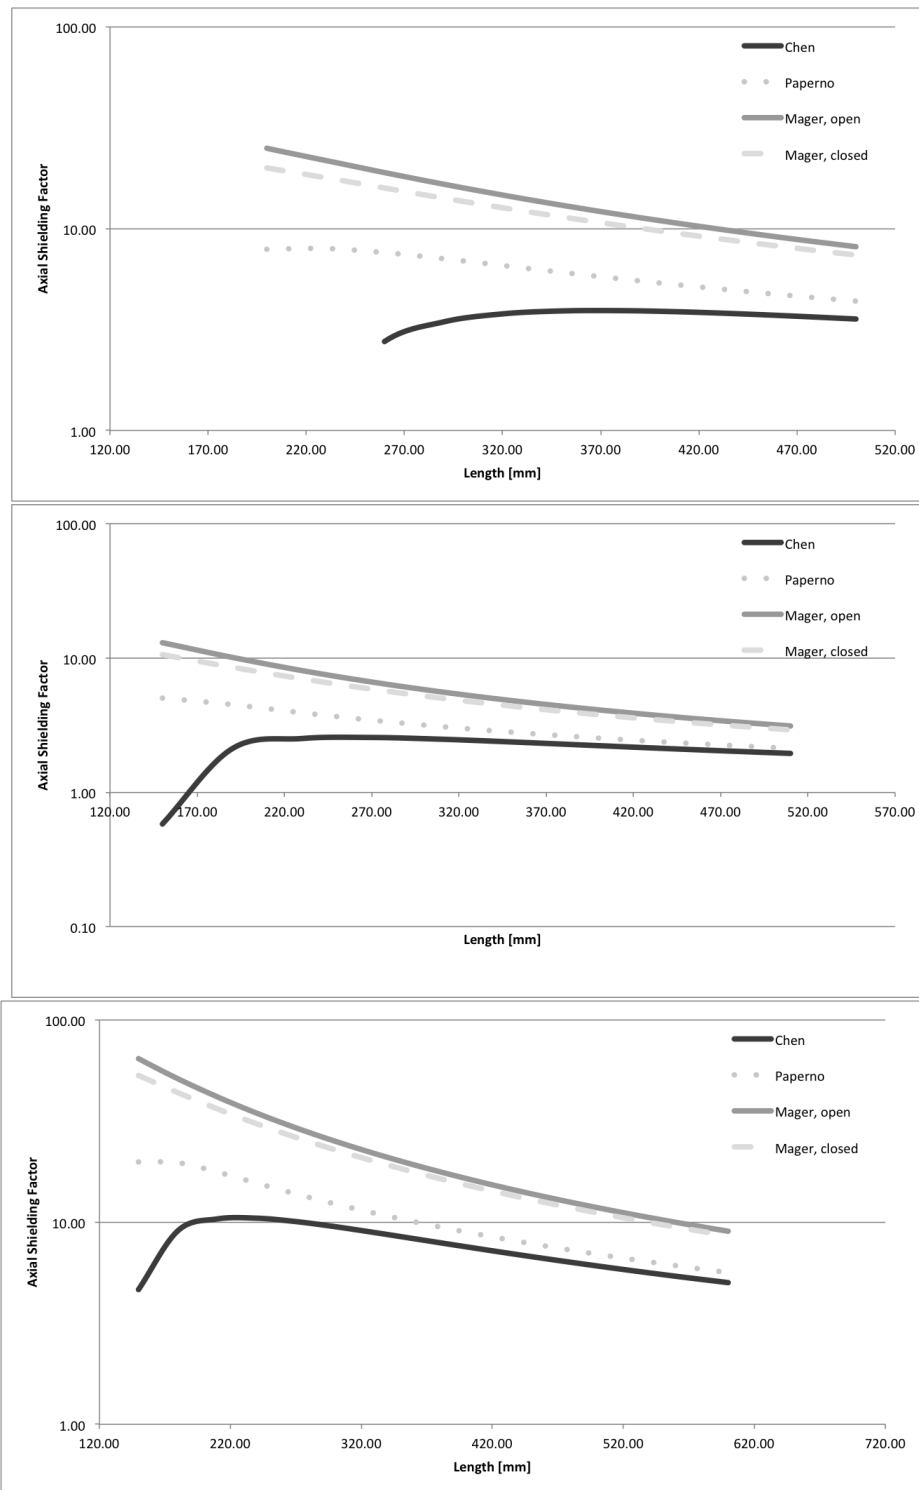 100.00
Chen
Paperno
Mager, open
Mager, closed
Axial Shielding Factor
10.00
1.00
120.00 170.00 220.00 270.00 320.00 370.00 420.00 470.00 520.00
Length [mm]
100.00
Chen
Paperno
Mager, open
Mager, closed
10.00
Axial Shielding Factor
1.00
120.00 170.00 220.00 270.00 320.00 370.00 420.00 470.00 520.00 570.00
0.10
Length [mm]
100.00
Chen
Paperno
Mager, open
Mager, closed
Axial Shielding Factor
10.00
1.00
120.00 220.00 320.00 420.00 520.00 620.00 720.00
Length [mm]